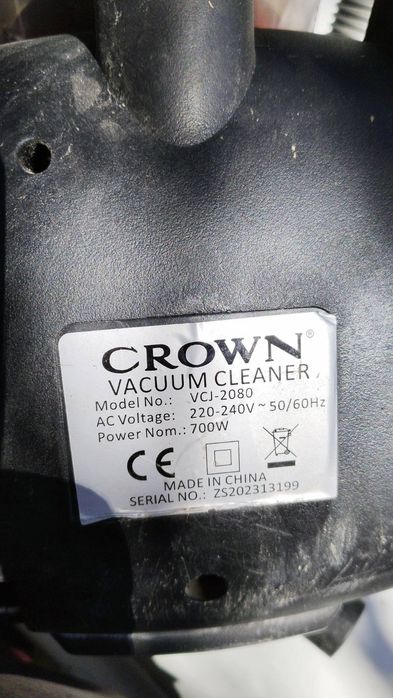 CROWN®
VACUUM CLEANER
Model No.: VCJ-2080
AC Voltage: 220-240V ~ 50/60Hz
Power Nom.: 700W
CE
MADE IN CHINA
SERIAL NO.: ZS202313199